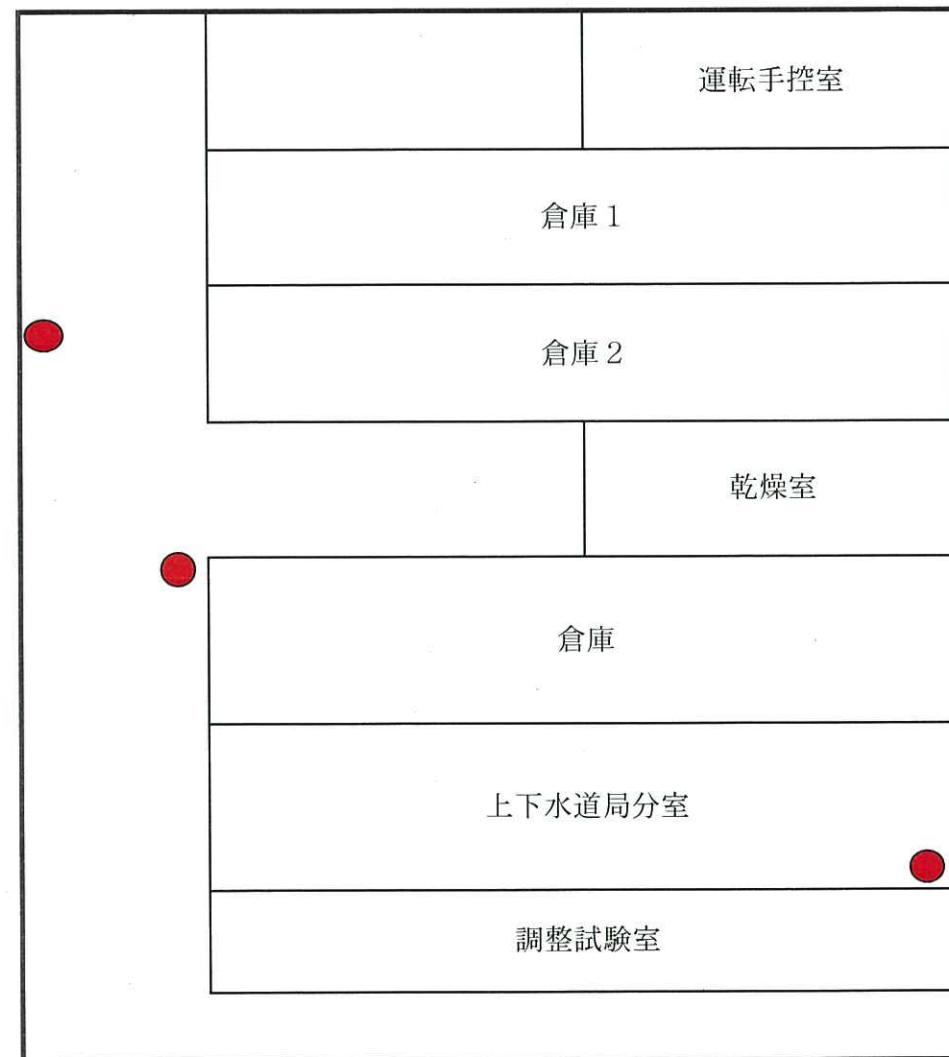 運転手控室
倉庫１
倉庫２
乾燥室
倉庫
上下水道局分室
調整試験室